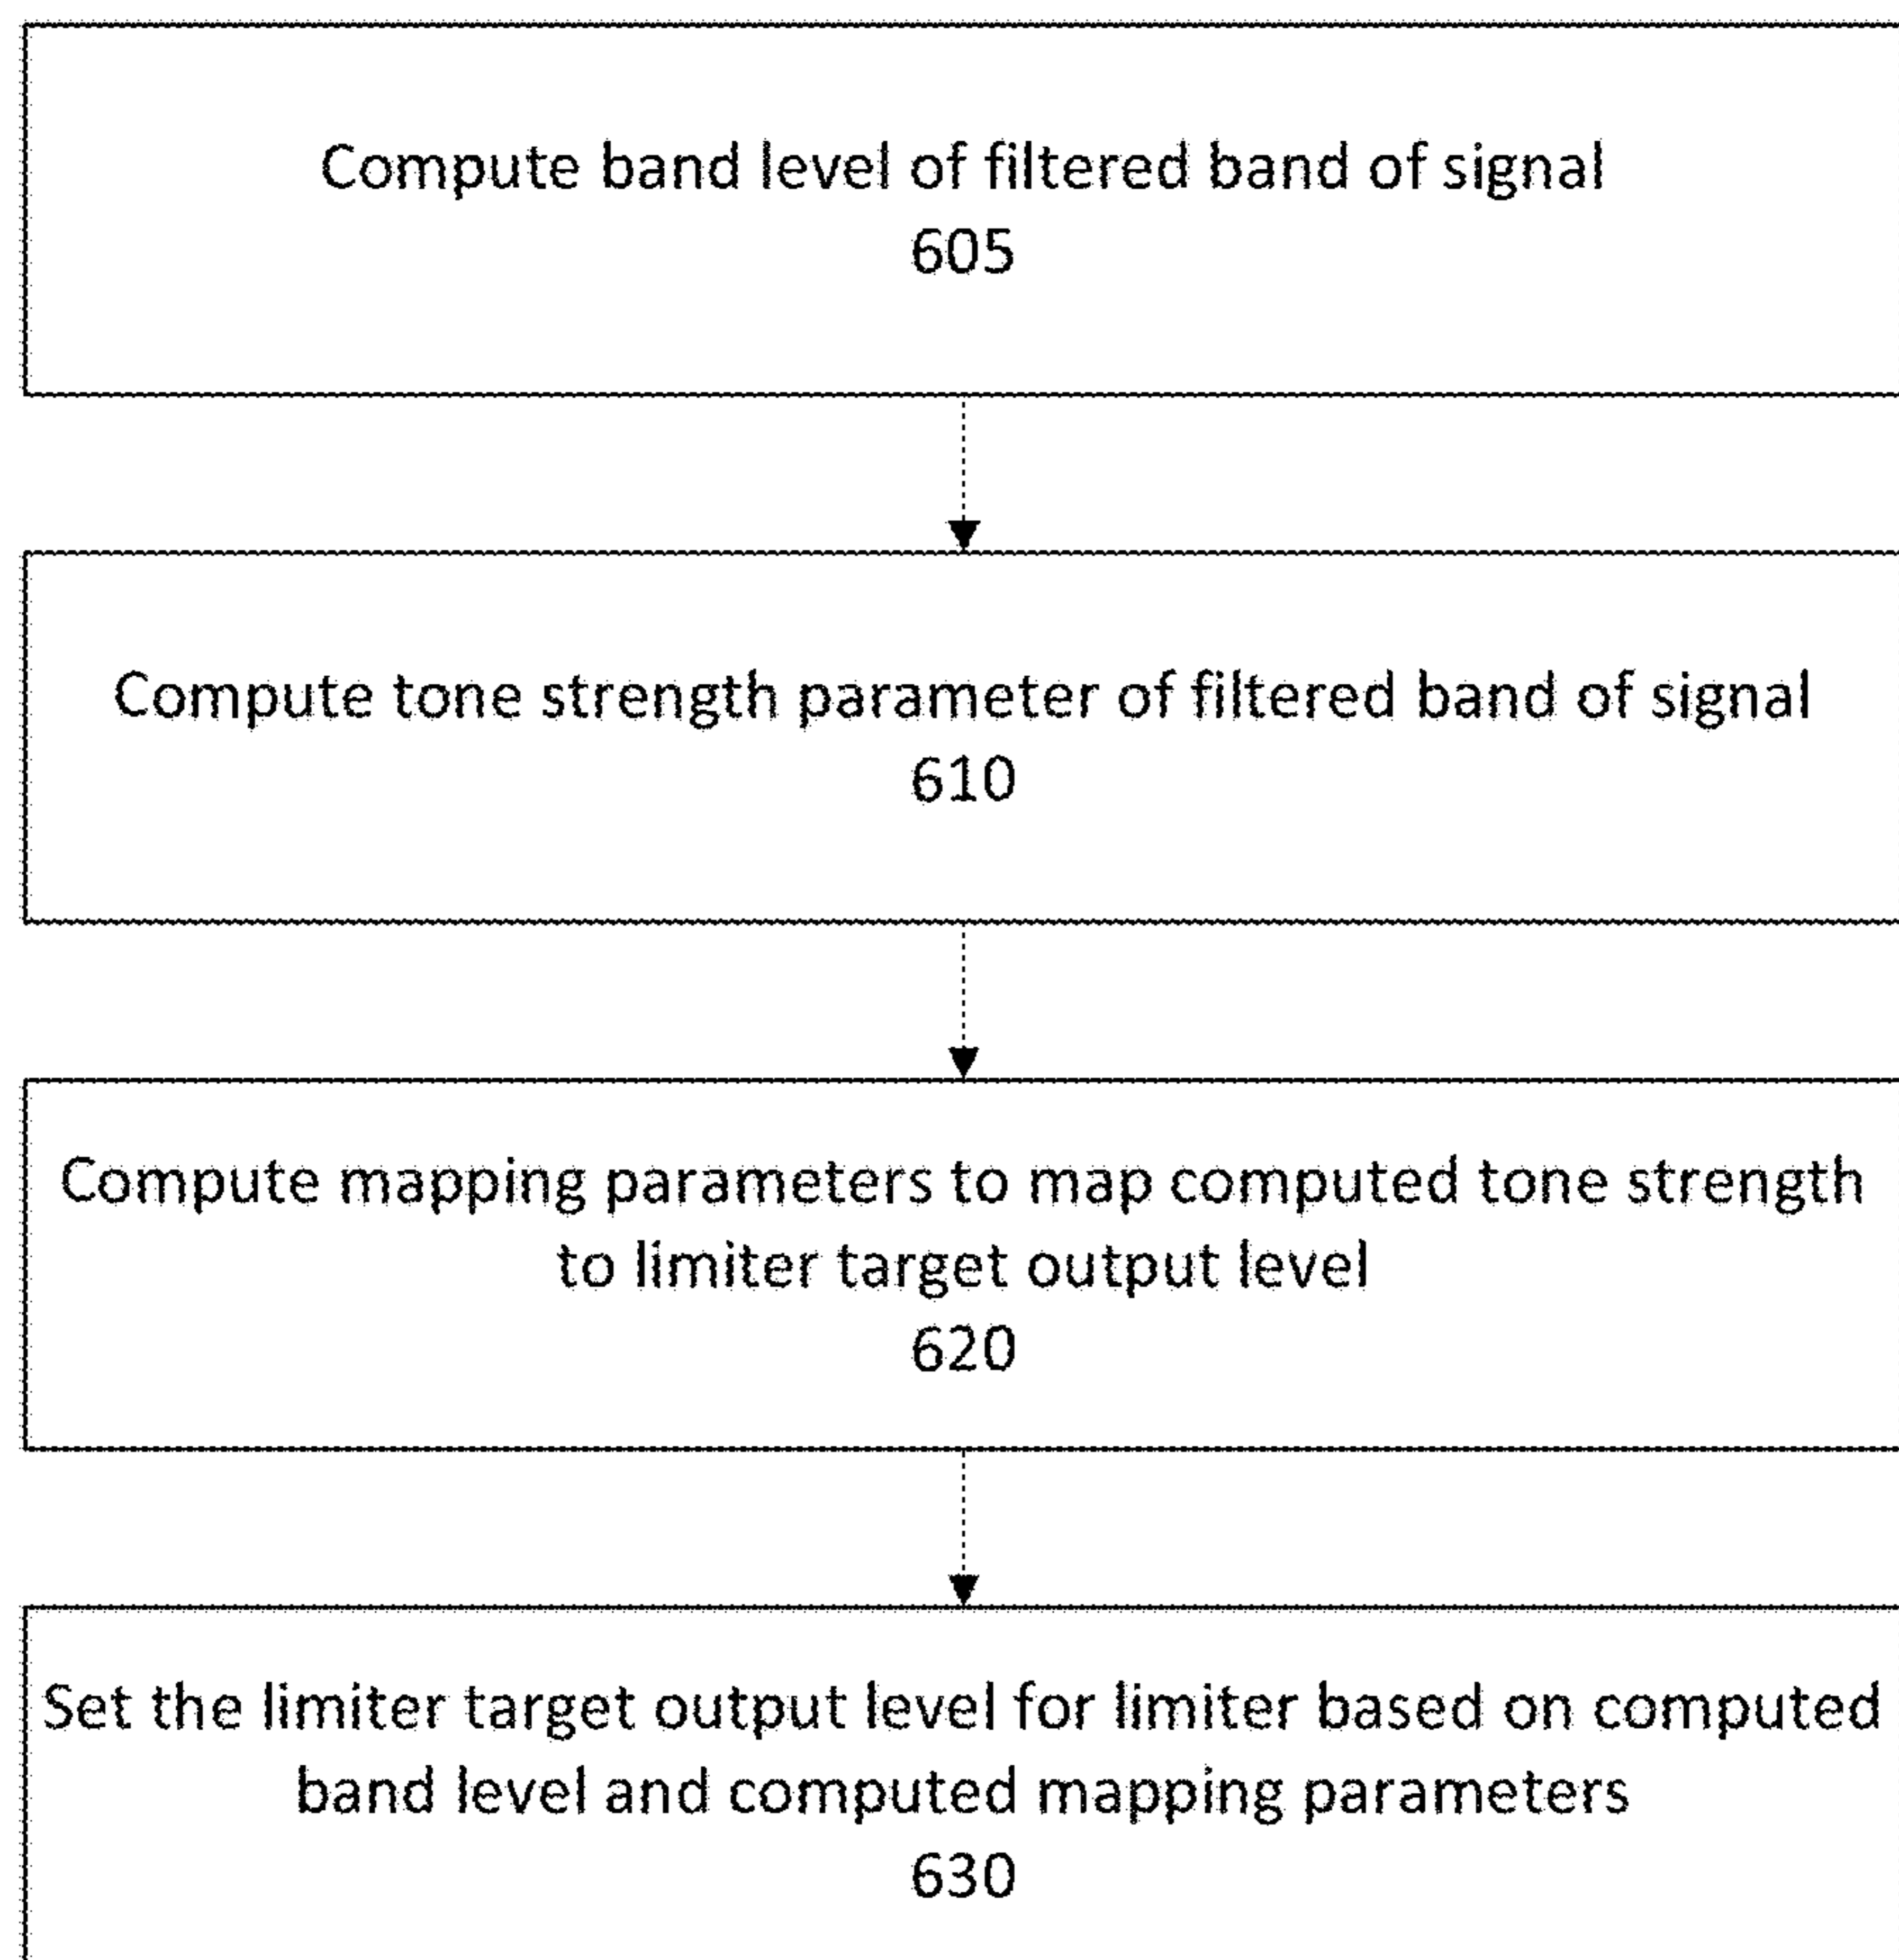 Compute band level of filtered band of signal
605
Compute tone strength parameter of filtered band of signal
610
Compute mapping parameters to map computed tone strength
to limiter target output level
620
Set the limiter target output level for limiter based on computed
band level and computed mapping parameters
630